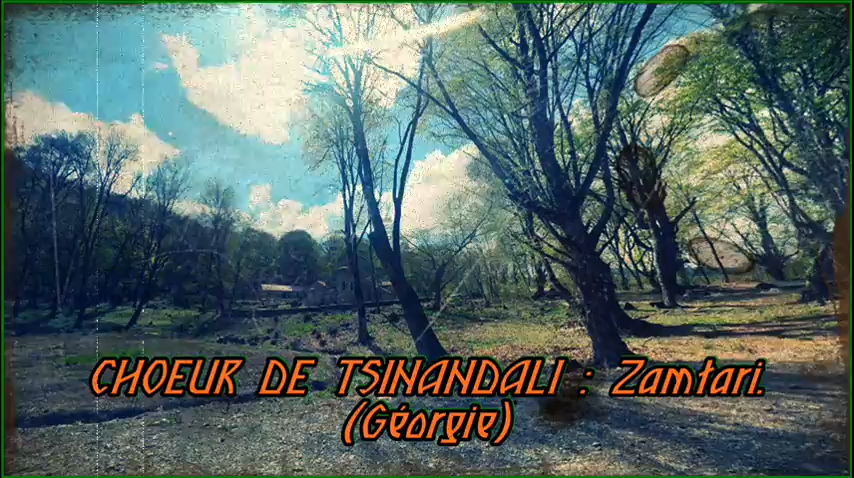 CHOEUR DE TSINANDALI : Zamtari.
(Géorgie)